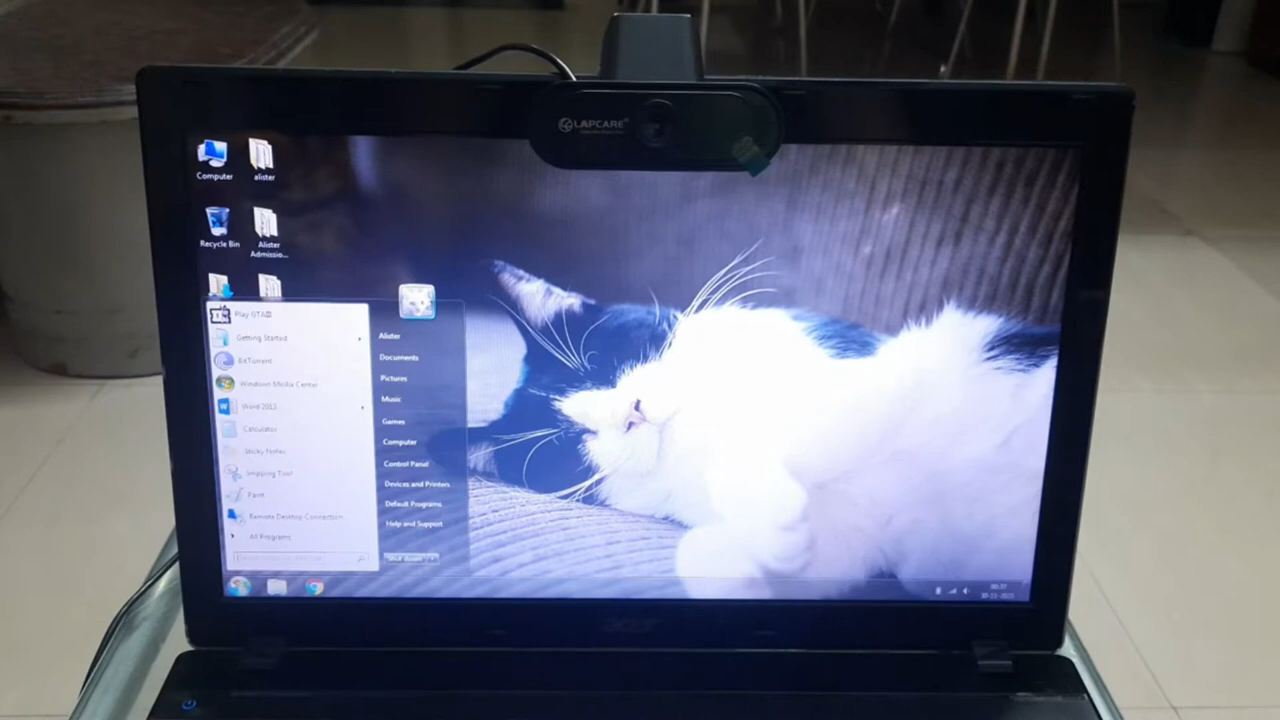 LAPCARE
Computer
alister
Recycle Bin
Alister
Admissio...
Play GTAIII
Getting Started
BitTorrent
Windows Media Center
Word 2013
Calculator
Sticky Notes
Snipping Tool
Paint
Remote Desktop Connection
All Programs
Alister
Documents
Pictures
Music
Games
Computer
Control Panel
Devices and Printers
Default Programs
Help and Support
Shut down
acer